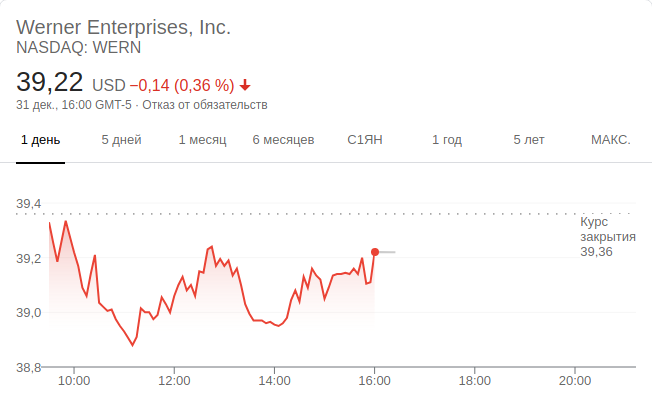 Werner Enterprises, Inc.
NASDAQ: WERN
39,22 USD −0,14 (0,36 %)
31 дек., 16:00 GMT-5 · Отказ от обязательств
1 день 5 дней 1 месяц 6 месяцев С1ЯН 1 год 5 лет МАКС.
39,4
Курс
закрытия
39,36
39,2
39,0
38,8
10:00 12:00 14:00 16:00 18:00 20:00